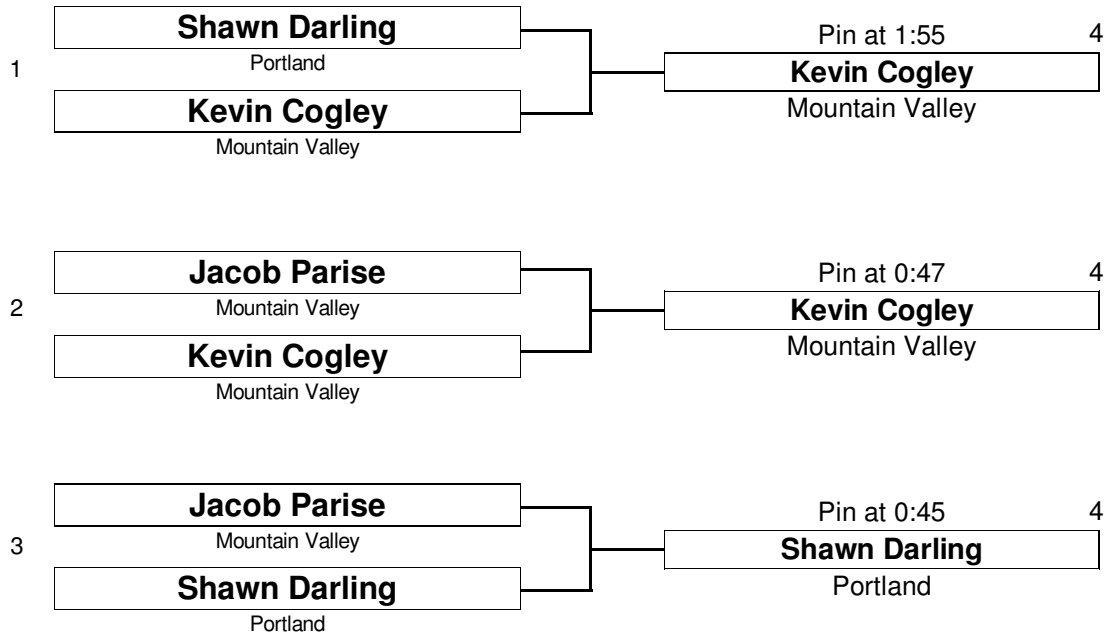 Shawn Darling
Pin at 1:55 4
1
Portland
Kevin Cogley
Kevin Cogley
Mountain Valley
Mountain Valley
Jacob Parise
Pin at 0:47 4
2
Mountain Valley
Kevin Cogley
Kevin Cogley
Mountain Valley
Mountain Valley
Jacob Parise
Pin at 0:45 4
3
Mountain Valley
Shawn Darling
Shawn Darling
Portland
Portland